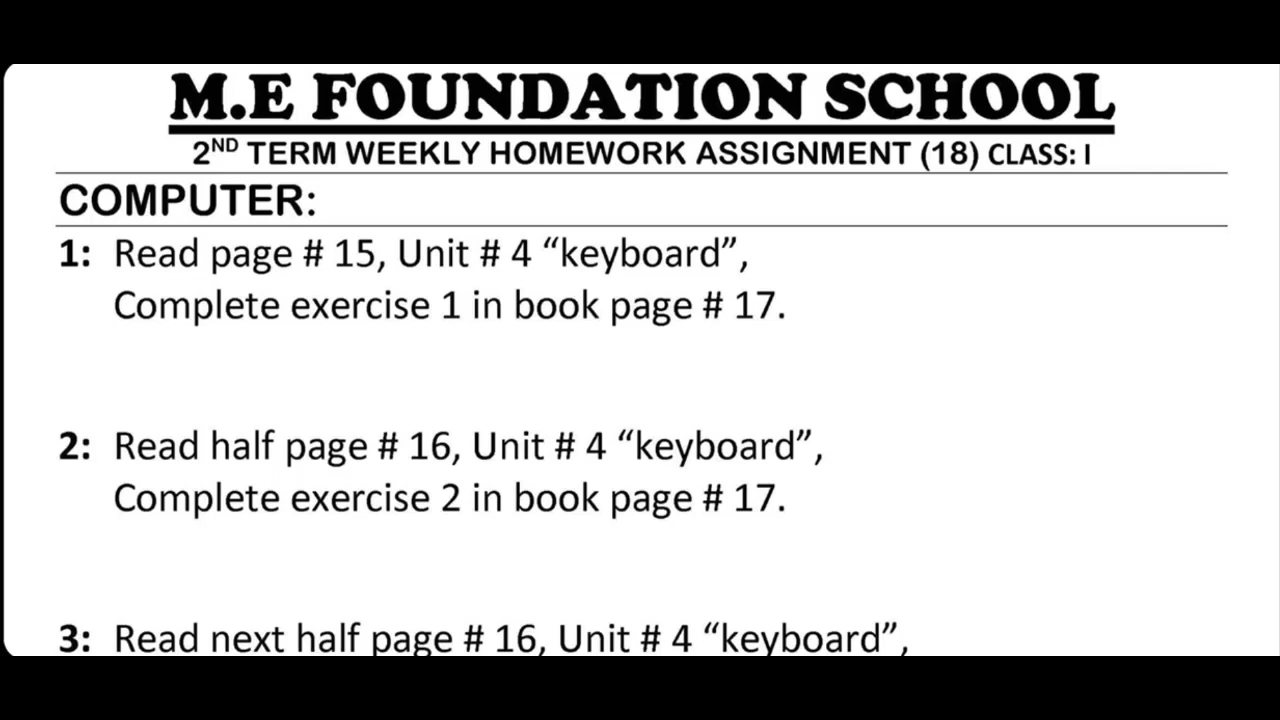 M.E FOUNDATION SCHOOL
2ND TERM WEEKLY HOMEWORK ASSIGNMENT (18) CLASS: I
COMPUTER:
1: Read page # 15, Unit # 4 “keyboard”,
Complete exercise 1 in book page # 17.
2: Read half page # 16, Unit # 4 “keyboard”,
Complete exercise 2 in book page # 17.
3: Read next half page # 16, Unit # 4 “keyboard”,